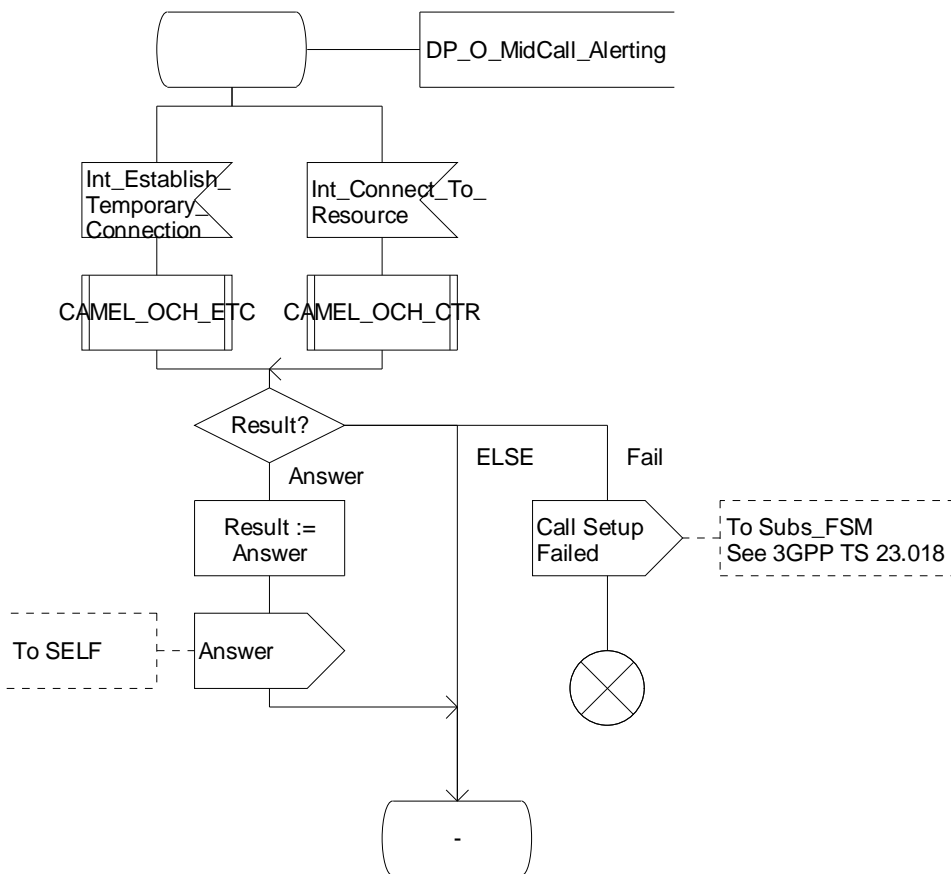 DP_O_MidCall_Alerting
Int_Establish_
Temporary_
Connection
Int_Connect_To_
Resource
CAMEL_OCH_ETC
CAMEL_OCH_CTR
Result?
ELSE
Fail
Answer
Result :=
Answer
Call Setup
Failed
To Subs_FSM
See 3GPP TS 23.018
To SELF
Answer
-